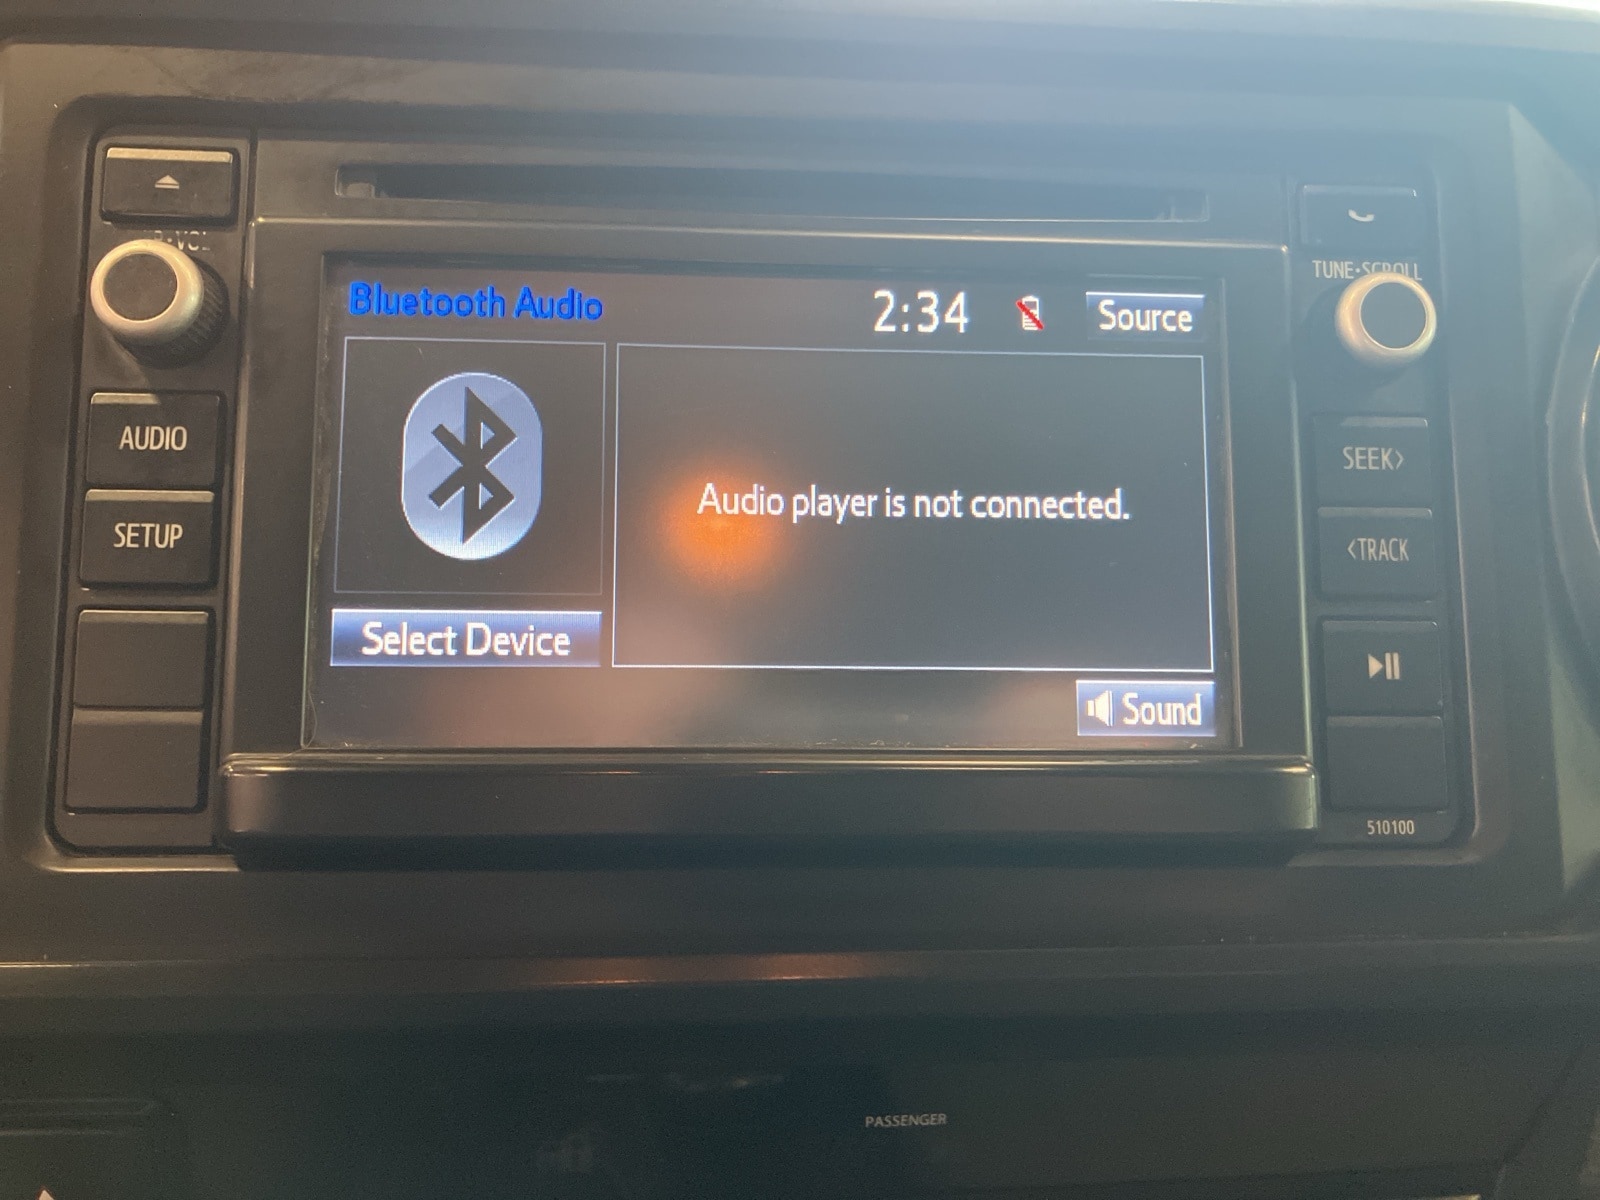 TUNE•SCROLL
Bluetooth Audio
2:34
Source
AUDIO
SEEK>
Audio player is not connected.
SETUP
<TRACK
Select Device
Sound
510100
PASSENGER